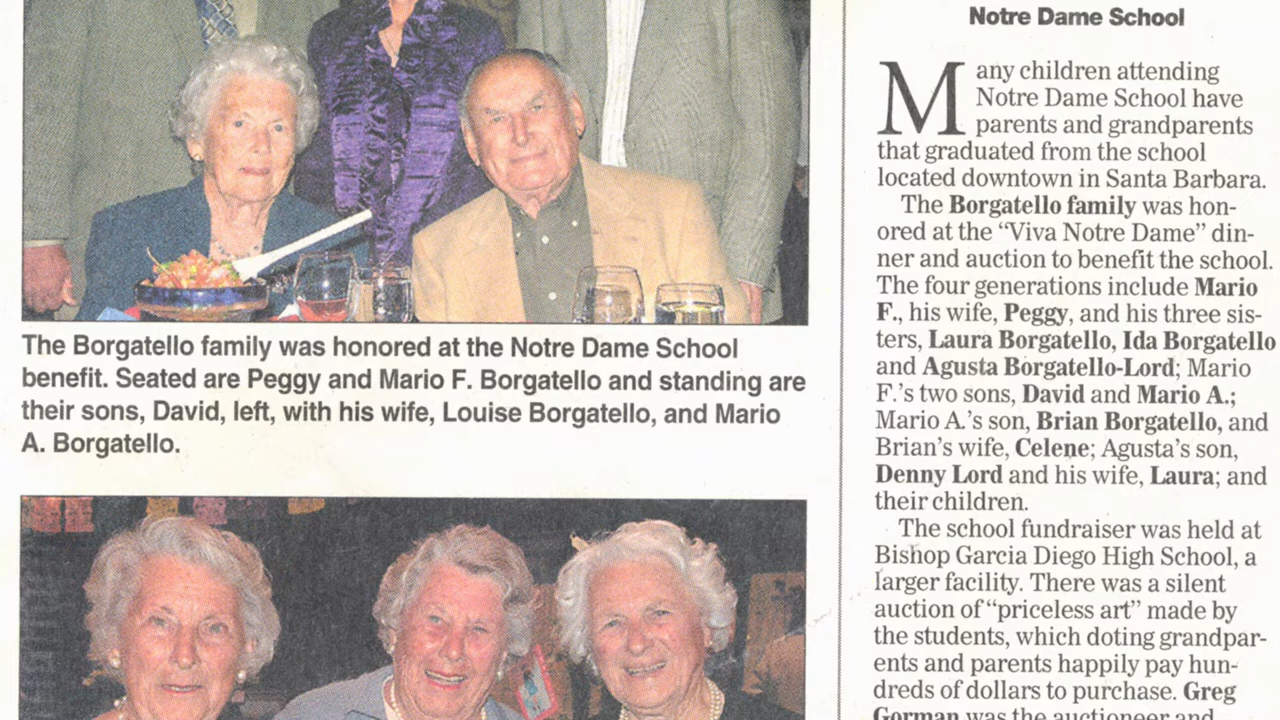 The Borgatello family was honored at the Notre Dame School
benefit. Seated are Peggy and Mario F. Borgatello and standing are
their sons, David, left, with his wife, Louise Borgatello, and Mario
A. Borgatello.
Notre Dame School
Many children attending
Notre Dame School have
parents and grandparents
that graduated from the school
located downtown in Santa Barbara.
The Borgatello family was hon-
ored at the “Viva Notre Dame” din-
ner and auction to benefit the school.
The four generations include Mario
F., his wife, Peggy, and his three sis-
ters, Laura Borgatello, Ida Borgatello
and Agusta Borgatello-Lord; Mario
F.’s two sons, David and Mario A.;
Mario A.’s son, Brian Borgatello, and
Brian’s wife, Celene; Agusta’s son,
Denny Lord and his wife, Laura; and
their children.
The school fundraiser was held at
Bishop Garcia Diego High School, a
larger facility. There was a silent
auction of “priceless art” made by
the students, which doting grandpar-
ents and parents happily pay hun-
dreds of dollars to purchase. Greg
Gorman was the auctioneer and